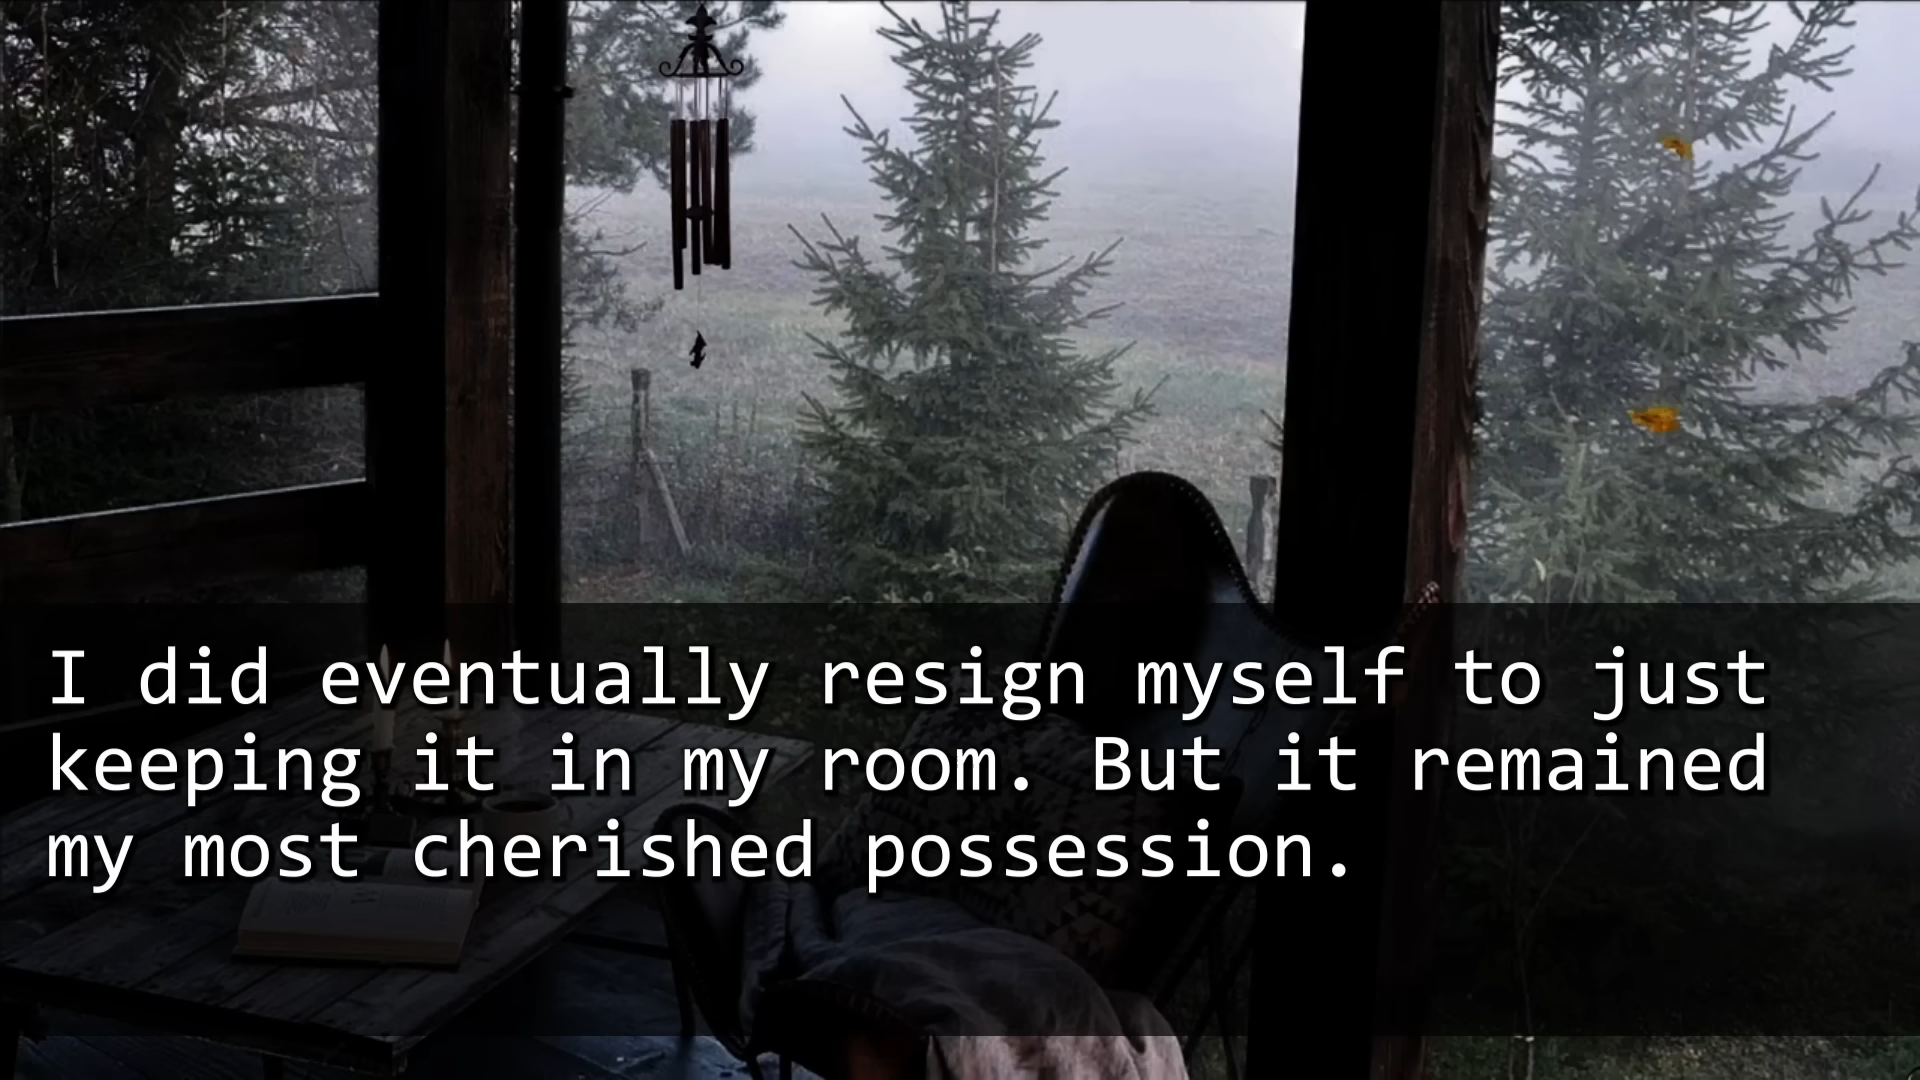 I did eventually resign myself to just
keeping it in my room. But it remained
my most cherished possession.